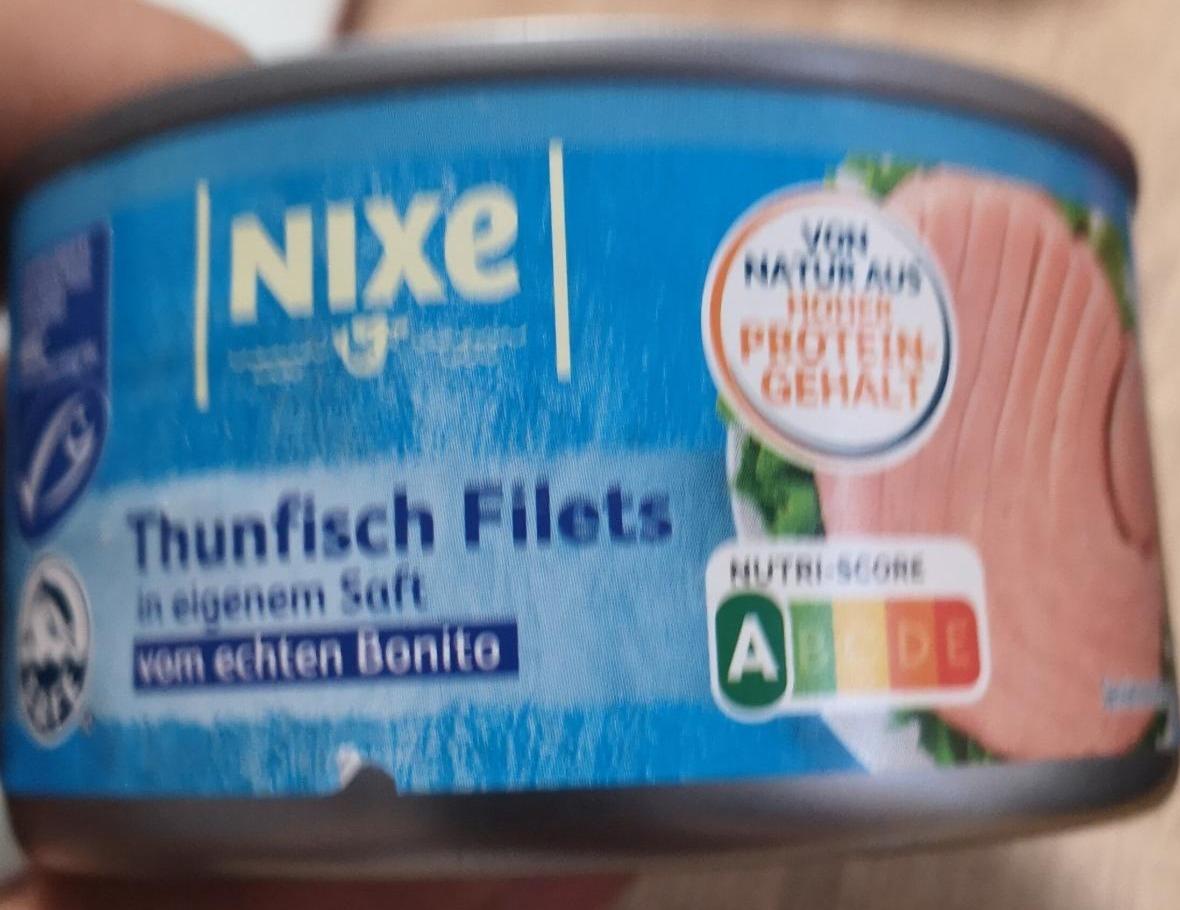 NIXe
Thunfisch Filets
in eigenem Saft
vom echten Bonito
VON
NATUR AUS
HOHER
PROTEIN-
GEHALT
NUTRI-SCORE
A B C D E